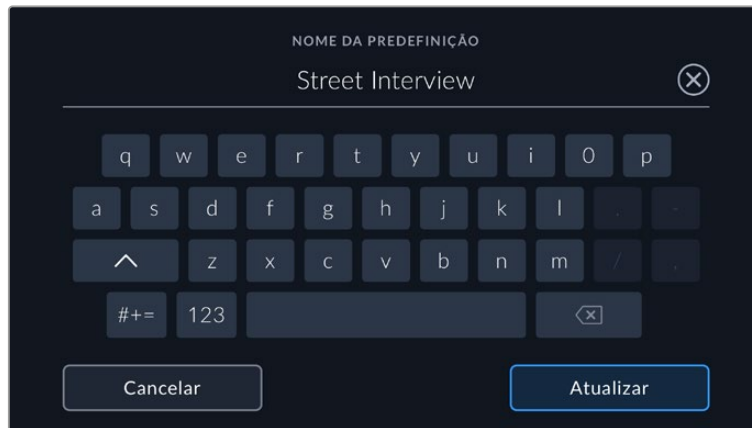 NOME DA PREDEFINIÇÃO
Street Interview
q w e r t y u i O p
a s d f g h j k l . -
z x c v b n m / ,
#+= 123
Cancelar Atualizar